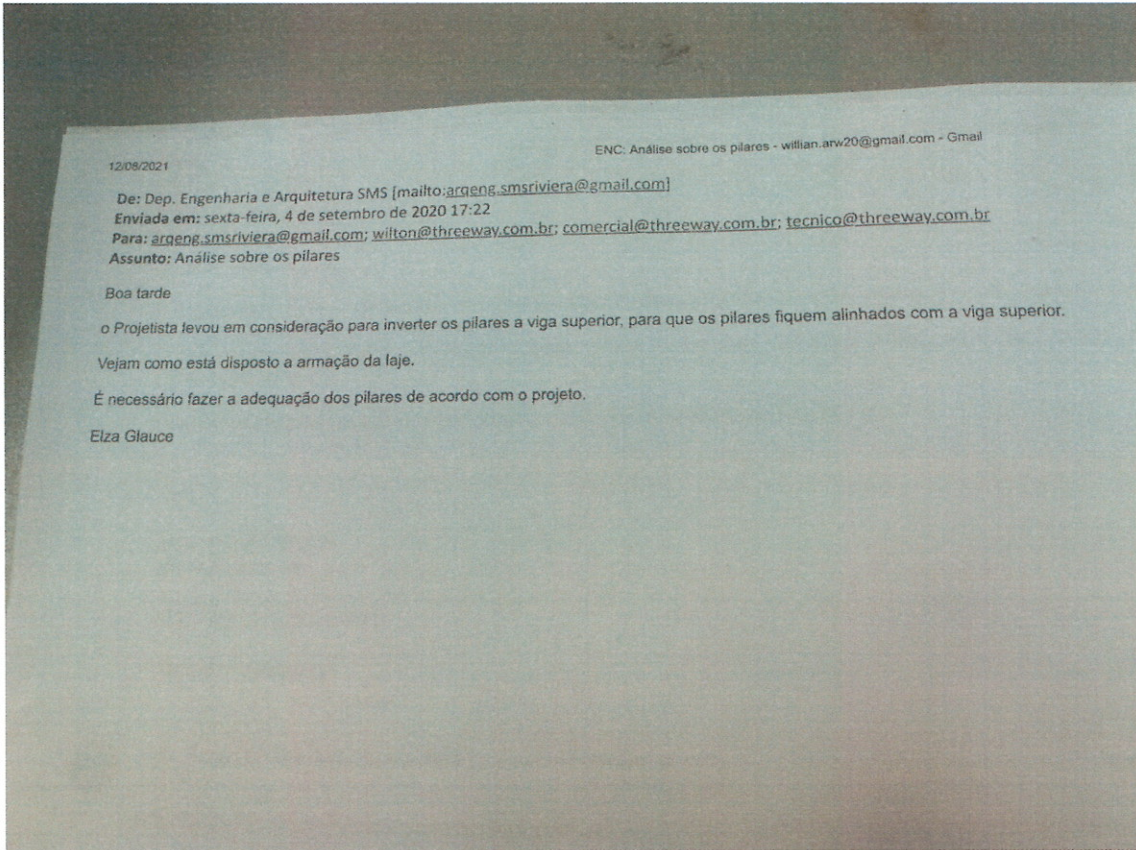 12/08/2021
ENC: Análise sobre os pilares - willian.arw20@gmail.com - Gmail
De: Dep. Engenharia e Arquitetura SMS [mailto:arqeng.smsriviera@gmail.com]
Enviada em: sexta-feira, 4 de setembro de 2020 17:22
Para: arqeng.smsriviera@gmail.com; wilton@threeway.com.br; comercial@threeway.com.br; tecnico@threeway.com.br
Assunto: Análise sobre os pilares
Boa tarde
o Projetista levou em consideração para inverter os pilares a viga superior, para que os pilares fiquem alinhados com a viga superior.
Vejam como está disposto a armação da laje.
É necessário fazer a adequação dos pilares de acordo com o projeto.
Elza Glauce